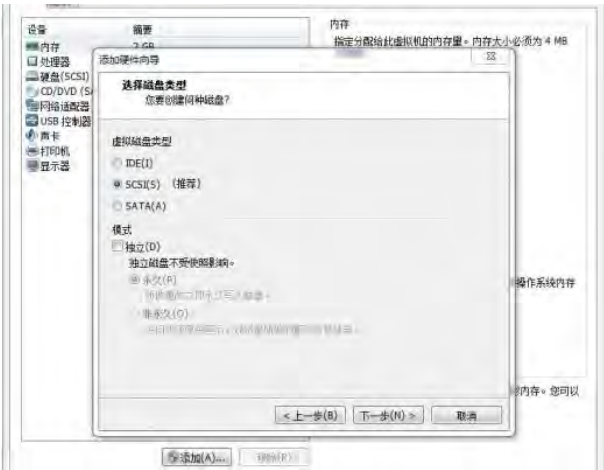 设备
摘要
内存
2 GB
处理器
硬盘(SCSI)
CD/DVD (SA
网络适配器
USB 控制器
声卡
打印机
显示器
内存
指定分配给此虚拟机的内存量。内存大小必须为 4 MB
添加硬件向导
选择磁盘类型
您要创建何种磁盘?
虚拟磁盘类型
IDE(I)
SCSI(S) (推荐)
SATA(A)
模式
独立(D)
独立磁盘不受快照影响。
永久(P)
非永久(O)
操作系统内存
内存。您可以
< 上一步(B)
下一步(N) >
取消
添加(A)...
移除(R)